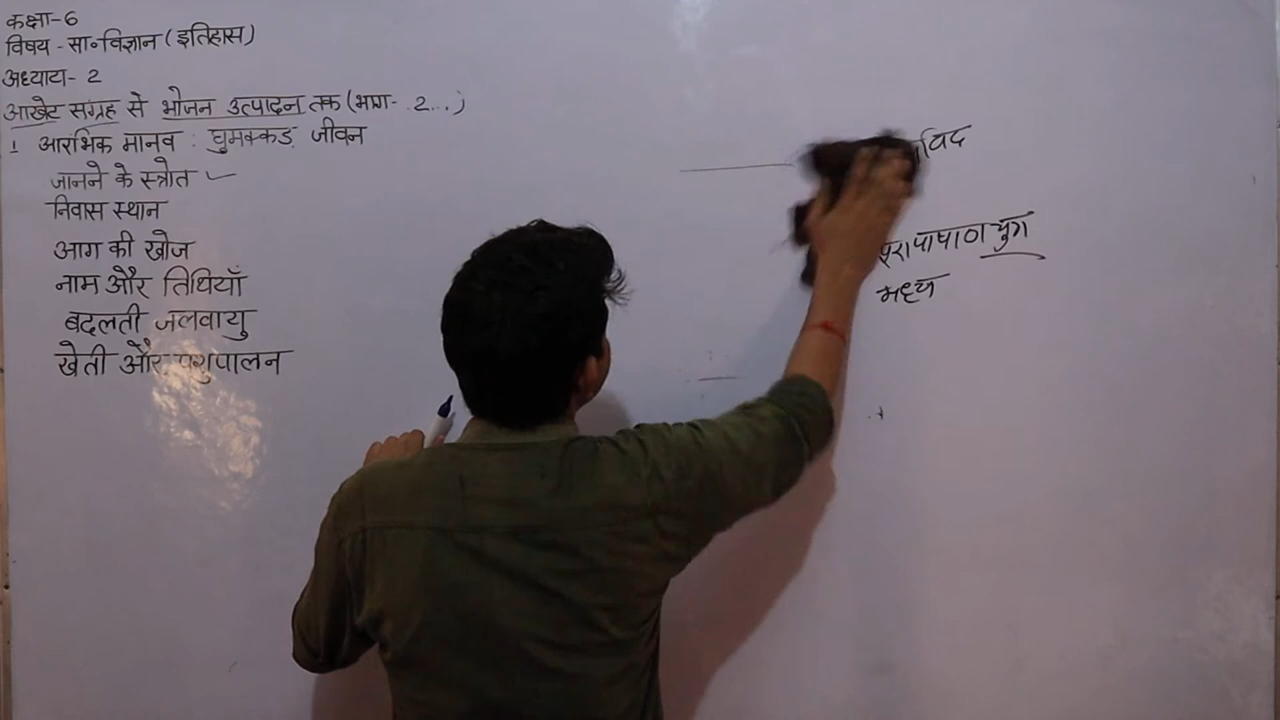 कक्षा-6
विषय - सा॰विज्ञान (इतिहास)
अध्याय- 2
आखेट संग्रह से भोजन उत्पादन तक (भाग- 2...)
1 आरंभिक मानव : घुमक्कड़ जीवन
जानने के स्त्रोत ✓
निवास स्थान
आग की खोज
नाम और तिथियाँ
बदलती जलवायु
खेती और पशुपालन
पुरापाषाण युग
मध्य